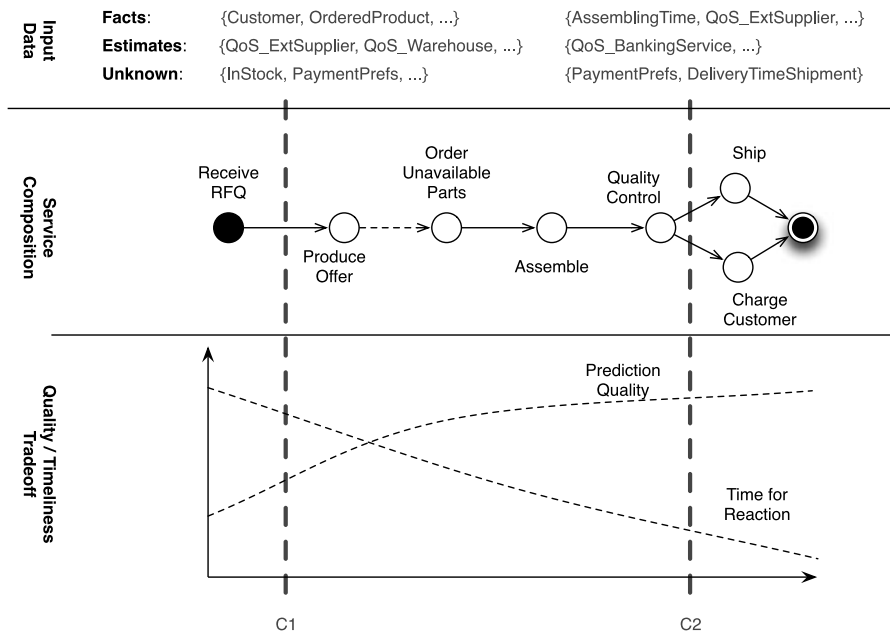 Input
Data
Facts: {Customer, OrderedProduct, ...} {AssemblingTime, QoS_ExtSupplier, ...}
Estimates: {QoS_ExtSupplier, QoS_Warehouse, ...} {QoS_BankingService, ...}
Unknown: {InStock, PaymentPrefs, ...} {PaymentPrefs, DeliveryTimeShipment}
Service
Composition
Receive
RFQ
Produce
Offer
Order
Unavailable
Parts
Assemble
Quality
Control
Ship
Charge
Customer
Quality / Timeliness
Tradeoff
Prediction
Quality
Time for
Reaction
C1 C2